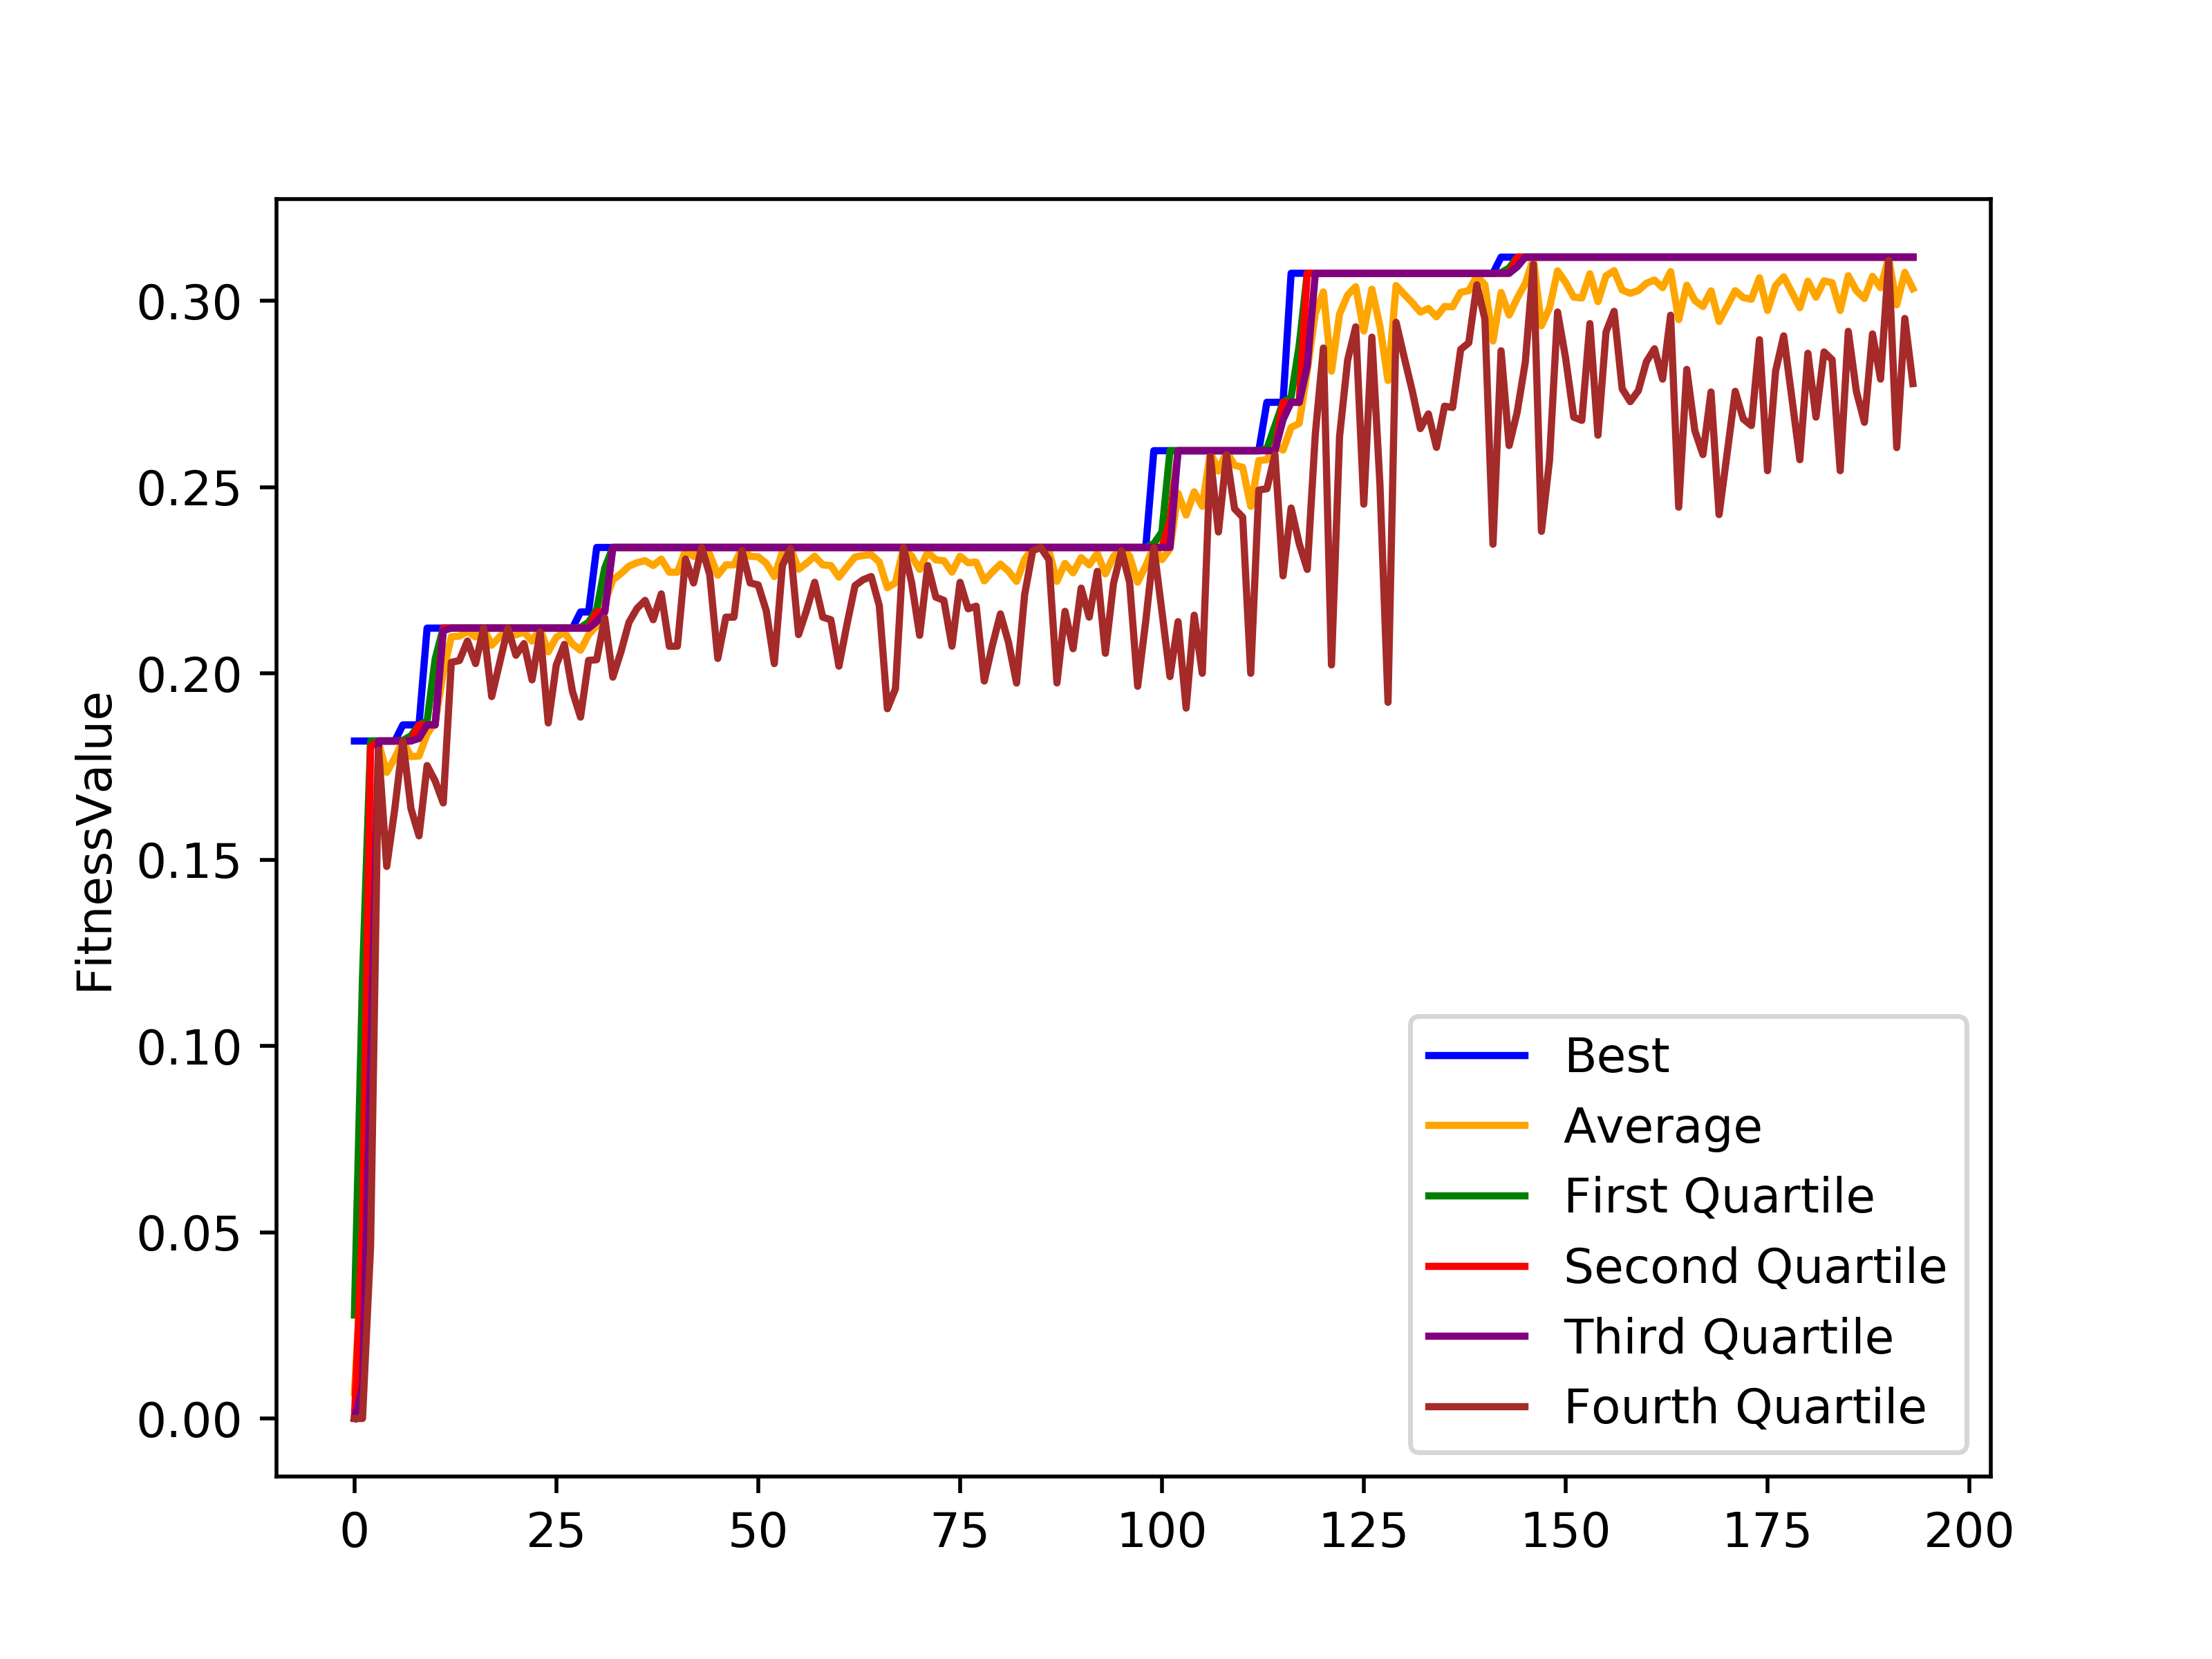 FitnessValue
0.30
0.25
0.20
0.15
0.10
0.05
0.00
0 25 50 75 100 125 150 175 200
Best
Average
First Quartile
Second Quartile
Third Quartile
Fourth Quartile